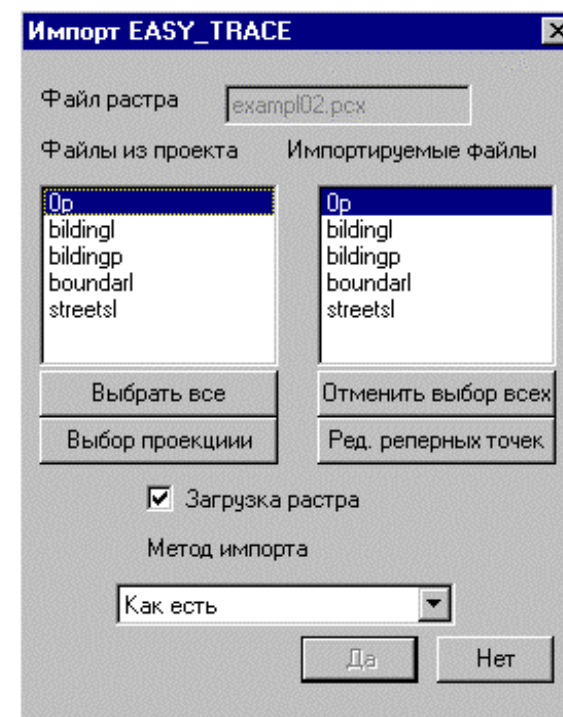 Импорт EASY_TRACE
Файл растра exampl02.pcx
Файлы из проекта Импортируемые файлы
0p 0p
bildingl bildingl
bildingp bildingp
boundarl boundarl
streetsl streetsl
Выбрать все Отменить выбор всех
Выбор проекциии Ред. реперных точек
Загрузка растра
Метод импорта
Как есть
Да Нет